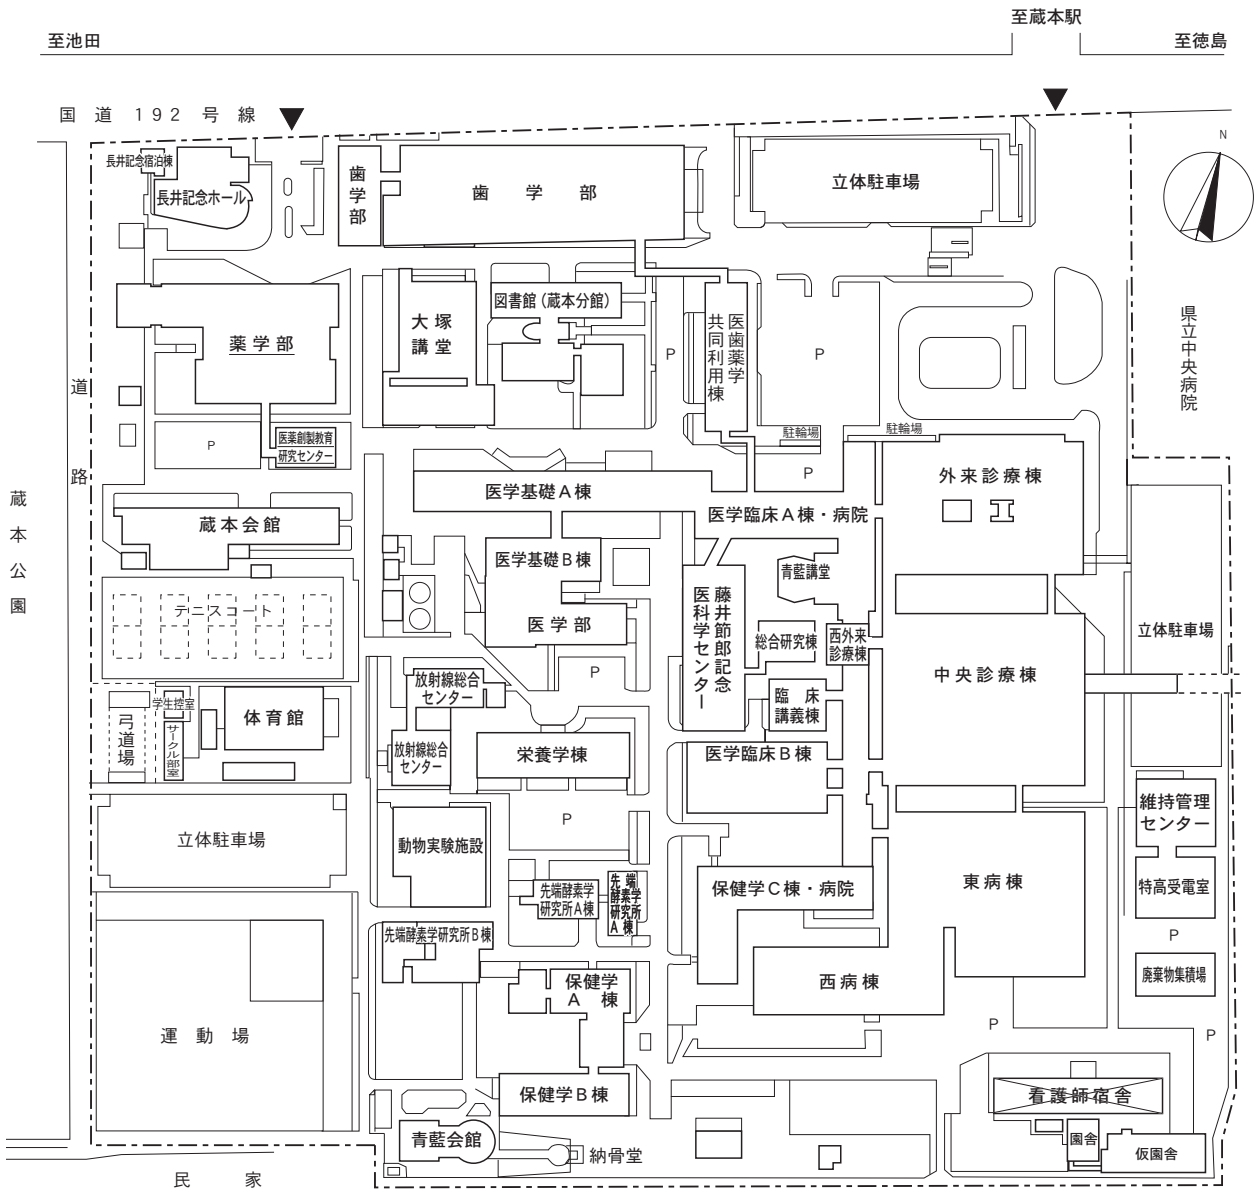 至蔵本駅
至池田
至徳島
国道192号線
N
長井記念宿泊棟
長井記念ホール
歯学部
歯学部
立体駐車場
図書館（蔵本分館）
大塚
講堂
医歯薬学
共同利用棟
薬学部
P
P
県立中央病院
道路
医薬創製教育
研究センター
P
駐輪場
駐輪場
P
外来診療棟
医学基礎A棟
医学臨床A棟・病院
蔵本公園
蔵本会館
医学基礎B棟
青藍講堂
テニスコート
医学部
藤井節郎記念
医科学センター
総合研究棟
西外来
診療棟
立体駐車場
中央診療棟
P
放射線総合
センター
臨床
講義棟
学生控室
弓道場
サークル部室
体育館
放射線総合
センター
栄養学棟
医学臨床B棟
維持管理
センター
P
立体駐車場
動物実験施設
先端酵素学
研究所A棟
先端
酵素学
研究所
A棟
保健学C棟・病院
東病棟
特高受電室
先端酵素学研究所B棟
P
廃棄物集積場
保健学
A棟
西病棟
運動場
P
P
保健学B棟
看護師宿舎
青藍会館
納骨堂
園舎
仮園舎
民家